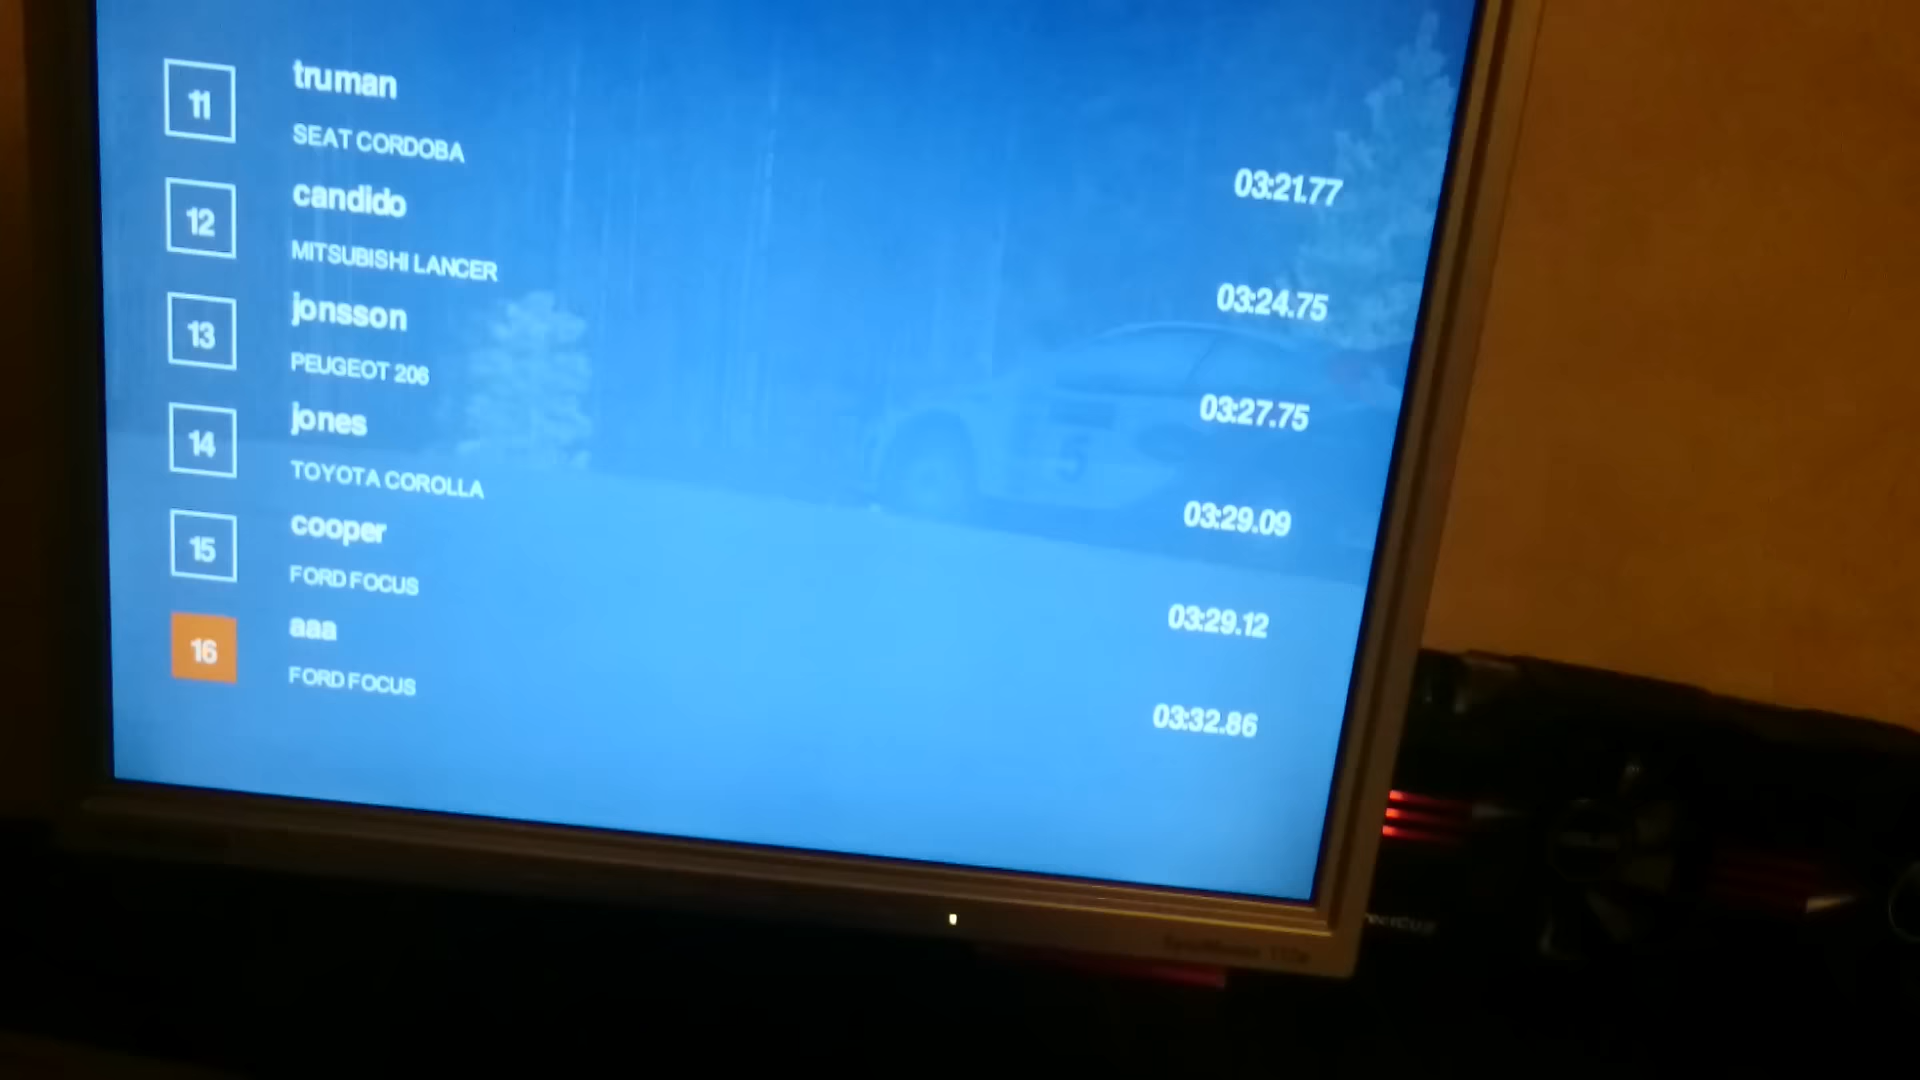 11
truman
SEAT CORDOBA
03:21.77
12
candido
MITSUBISHI LANCER
03:24.75
13
jonsson
PEUGEOT 206
03:27.75
14
jones
TOYOTA COROLLA
03:29.09
15
cooper
FORD FOCUS
03:29.12
16
aaa
FORD FOCUS
03:32.86
5